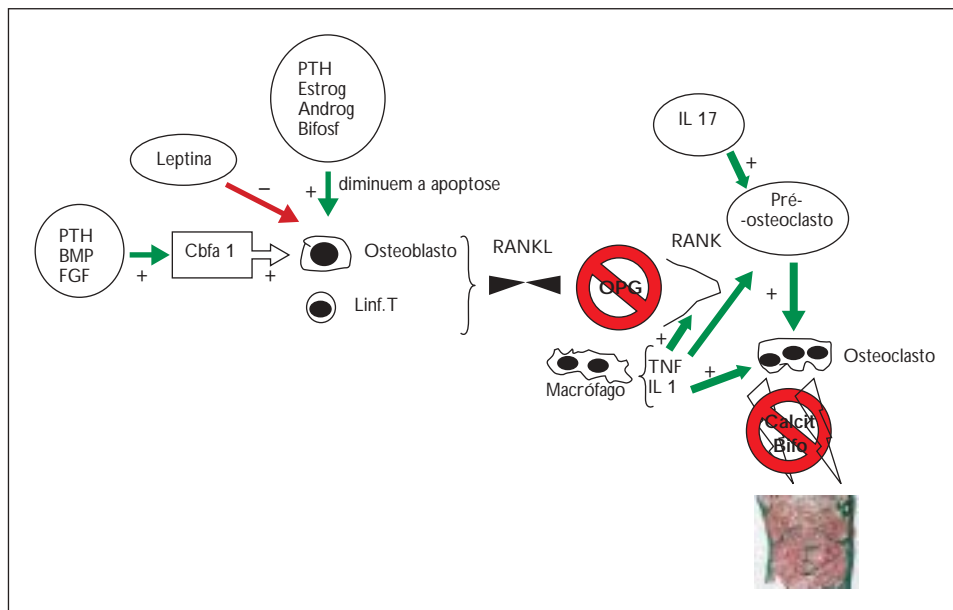 PTH
Estrog
Androg
Bifosf
IL 17
Leptina
−
+
diminuem a apoptose
+
Pré-
-osteoclasto
PTH
BMP
FGF
+
Cbfa 1
+
Osteoblasto
RANKL
RANK
OPG
+
Linf.T
+
Macrófago
TNF
IL 1
+
Osteoclasto
Calcit
Bifo